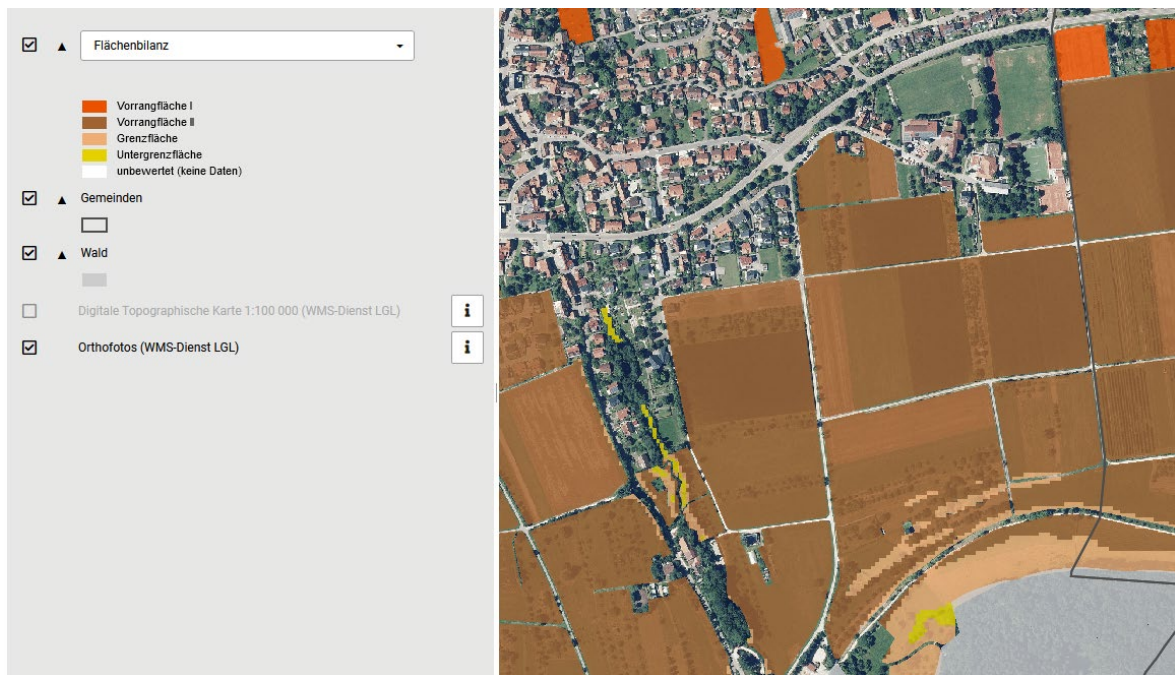 Flächenbilanz
Vorrangfläche I
Vorrangfläche II
Grenzfläche
Untergrenzfläche
unbewertet (keine Daten)
Gemeinden
Wald
Digitale Topographische Karte 1:100 000 (WMS-Dienst LGL)
i
Orthofotos (WMS-Dienst LGL)
i